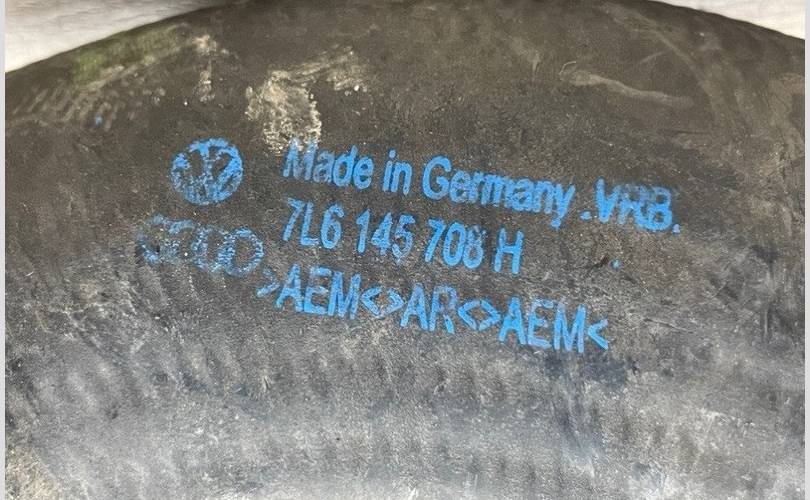 Made in Germany .VRB.
7L6 145 708 H
>AEM<>AR<>AEM<